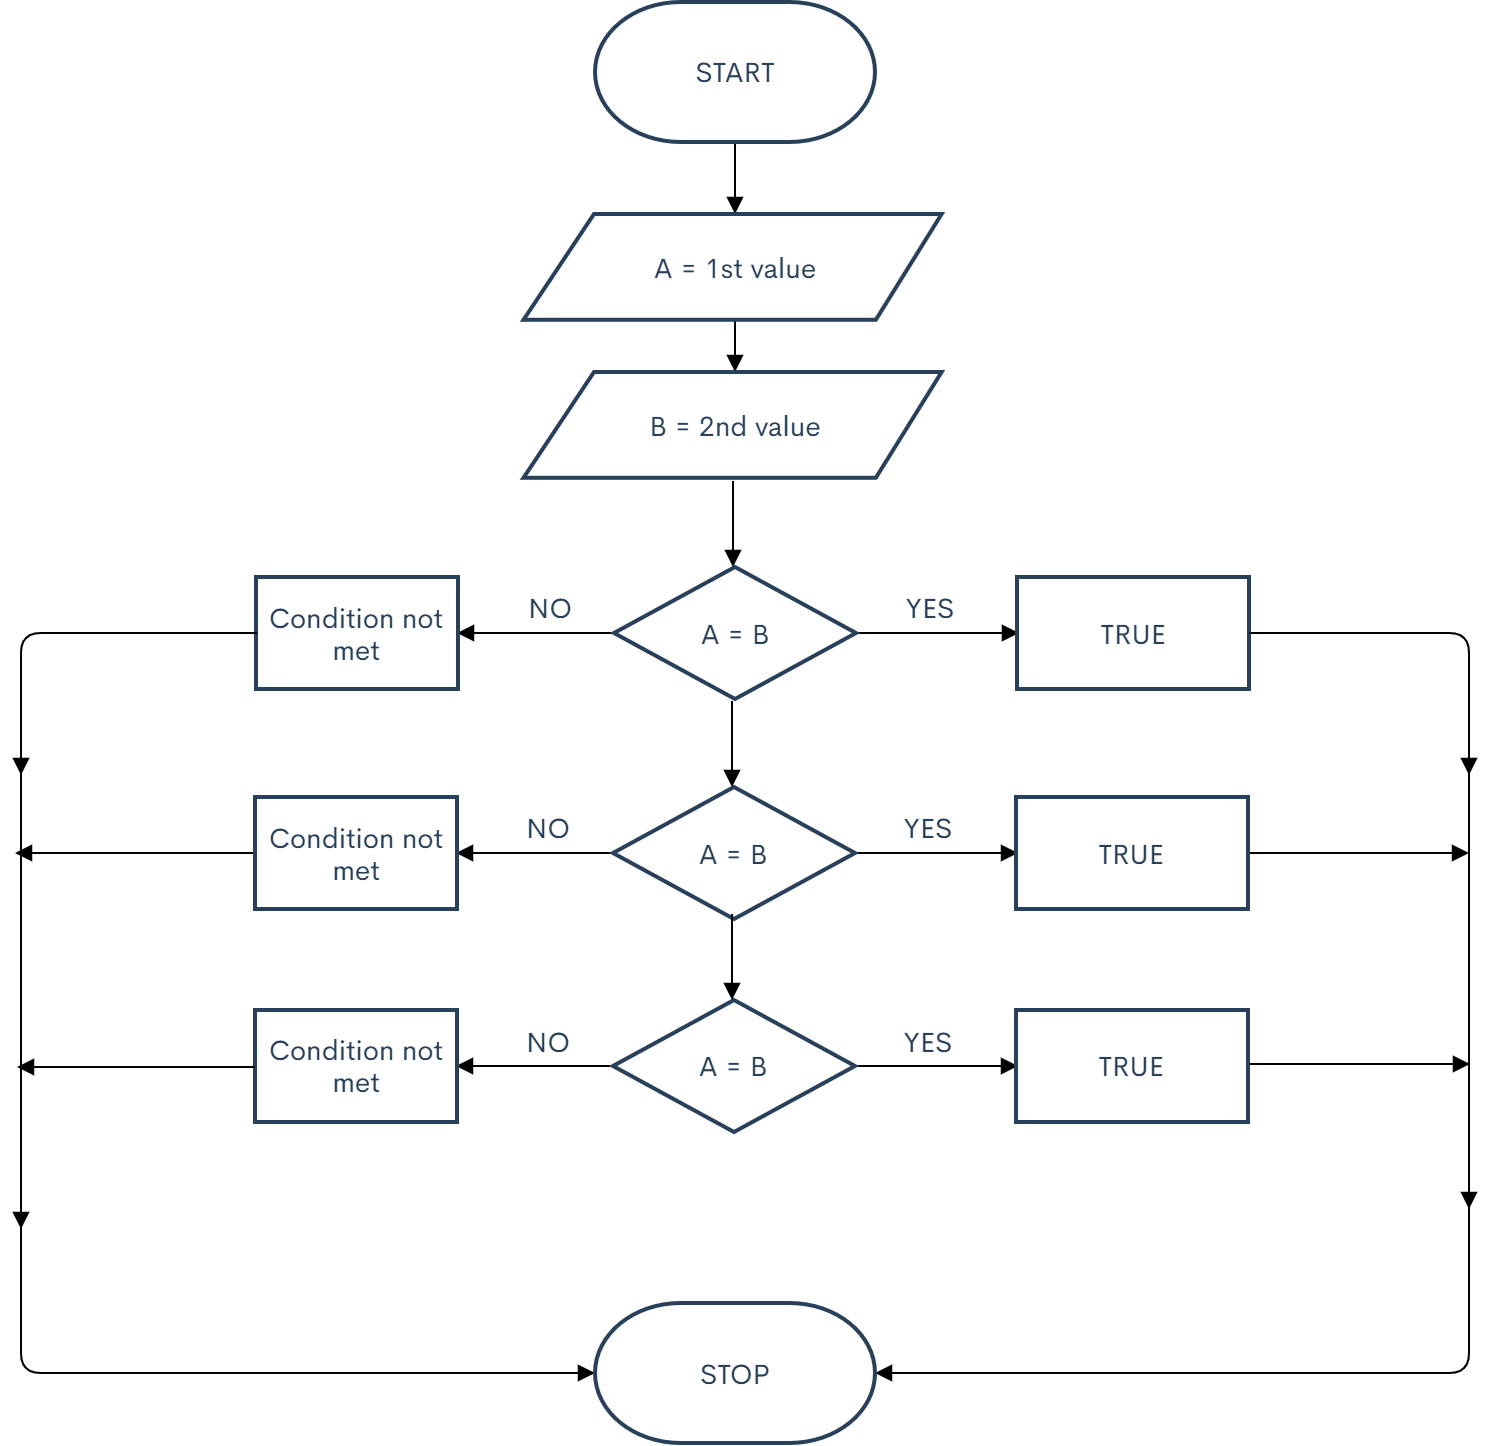 START
A = 1st value
B = 2nd value
Condition not
met
NO
A = B
YES
TRUE
Condition not
met
NO
A = B
YES
TRUE
Condition not
met
NO
A = B
YES
TRUE
STOP